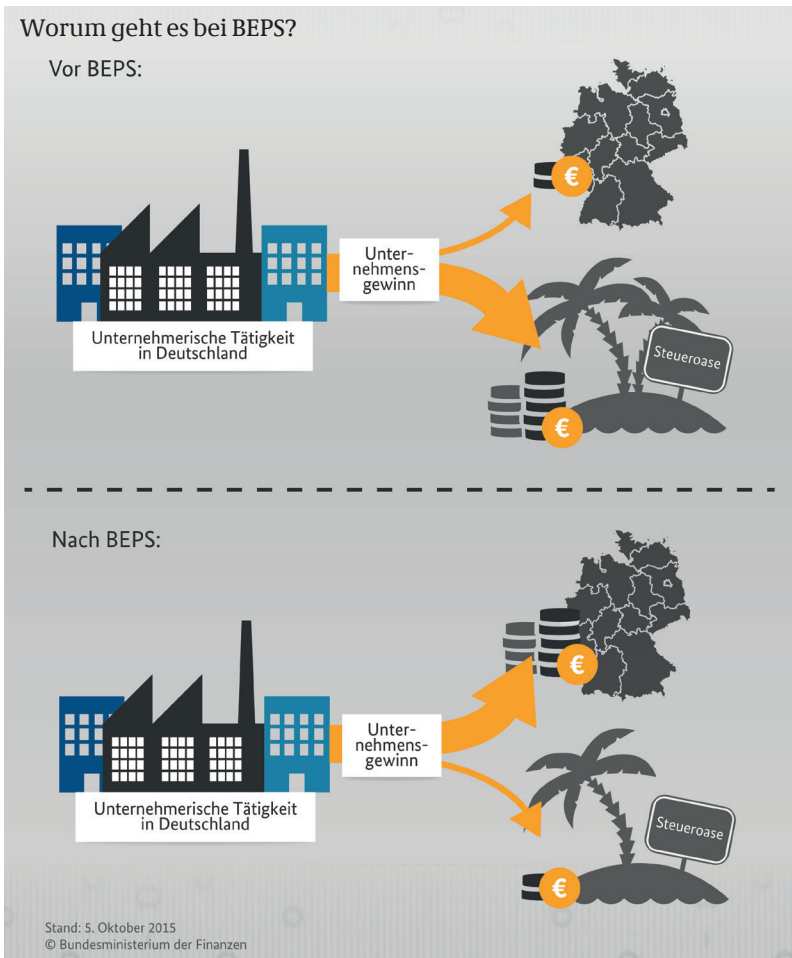 Worum geht es bei BEPS?
Vor BEPS:
€
Unter-
nehmens-
gewinn
Unternehmerische Tätigkeit
in Deutschland
Steueroase
€
Nach BEPS:
€
Unter-
nehmens-
gewinn
Unternehmerische Tätigkeit
in Deutschland
Steueroase
€
Stand: 5. Oktober 2015
© Bundesministerium der Finanzen